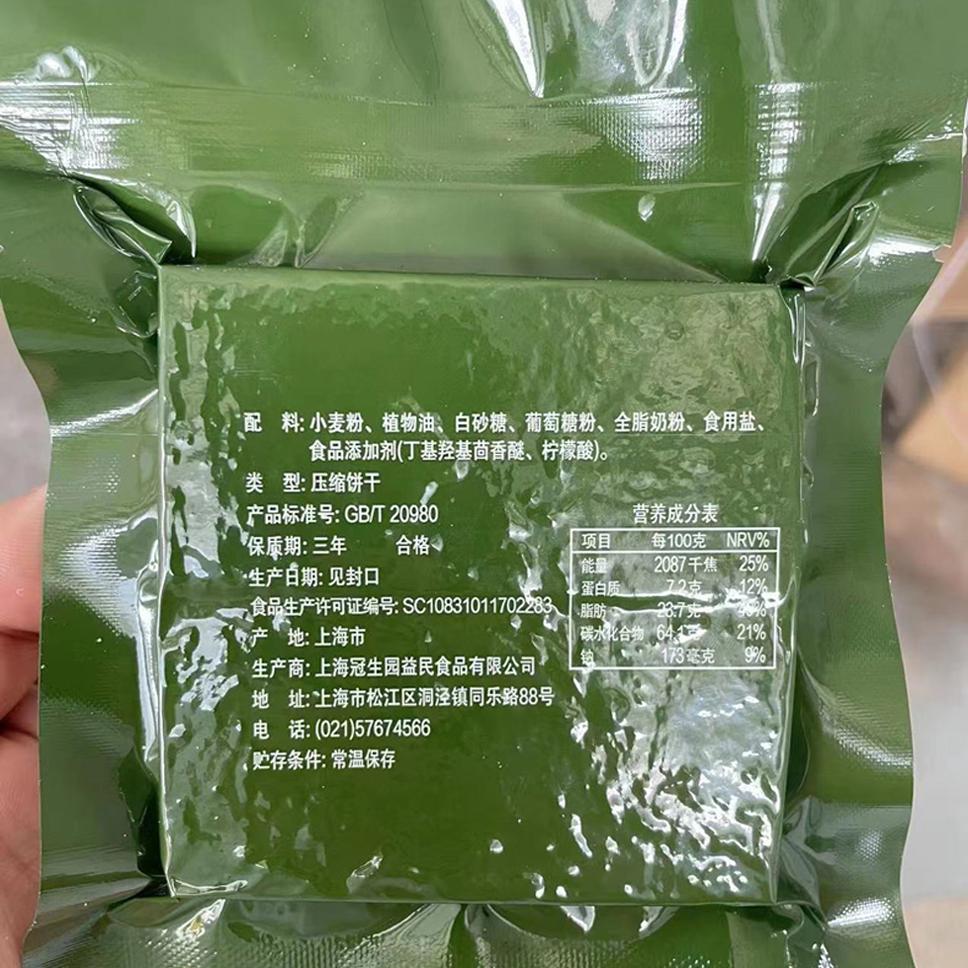 配 料: 小麦粉、植物油、白砂糖、葡萄糖粉、全脂奶粉、食用盐、
食品添加剂(丁基羟基茴香醚、柠檬酸)。
类 型: 压缩饼干
产品标准号: GB/T 20980
保质期: 三年 合格
生产日期: 见封口
食品生产许可证编号: SC10831011702283
产 地: 上海市
生产商: 上海冠生园益民食品有限公司
地 址: 上海市松江区洞泾镇同乐路88号
电 话: (021)57674566
贮存条件: 常温保存
营养成分表
项目 每100克 NRV%
能量 2087千焦 25%
蛋白质 7.2克 12%
脂肪 23.7克
碳水化合物 64.1克 21%
钠 173毫克 9%